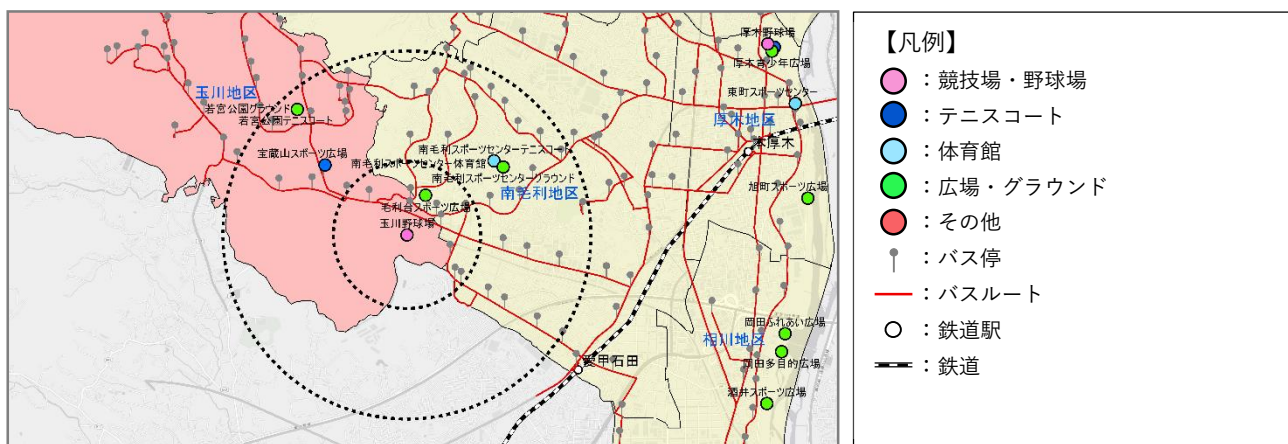 厚木野球場
厚木青少年広場
東町スポーツセンター
厚木地区
本厚木
玉川地区
若宮公園グラウンド
若宮公園テニスコート
宝蔵山スポーツ広場
南毛利スポーツセンターテニスコート
南毛利スポーツセンター体育館
南毛利スポーツセンターグラウンド
南毛利地区
旭町スポーツ広場
毛利台スポーツ広場
玉川野球場
岡田ふれあい広場
相川地区
岡田多目的広場
愛甲石田
酒井スポーツ広場
【凡例】
：競技場・野球場
：テニスコート
：体育館
：広場・グラウンド
：その他
：バス停
：バスルート
：鉄道駅
：鉄道